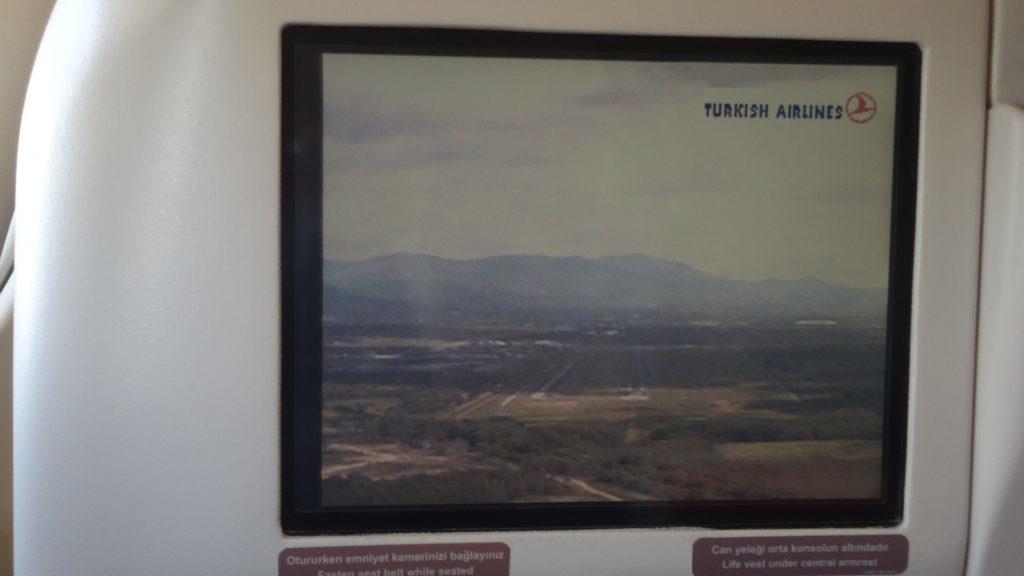 TURKISH AIRLINES
Otururken emniyet kemerinizi bağlayınız
Fasten seat belt while seated
Can yeleği orta konsolun altındadır
Life vest under central armrest